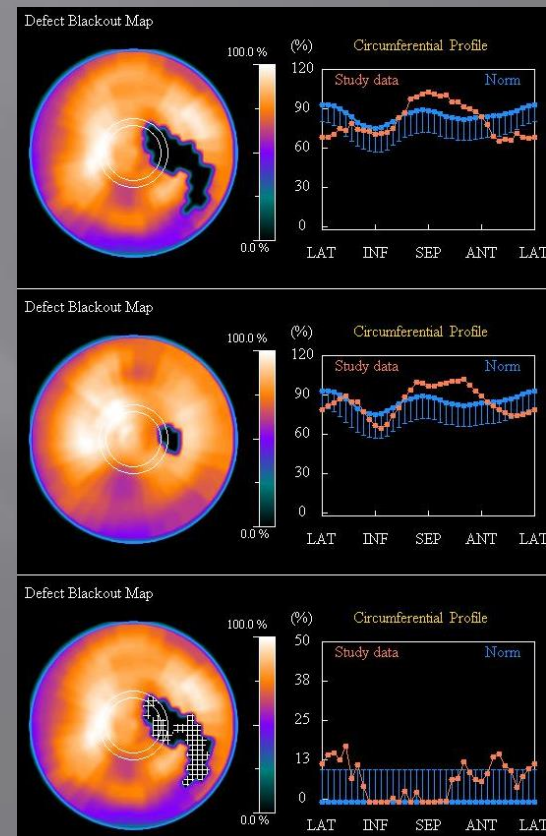 Defect Blackout Map
100.0 %
0.0 %
(%)
Circumferential Profile
Study data
Norm
120
90
60
30
0
LAT INF SEP ANT LAT
Defect Blackout Map
100.0 %
0.0 %
(%)
Circumferential Profile
Study data
Norm
120
90
60
30
0
LAT INF SEP ANT LAT
Defect Blackout Map
100.0 %
0.0 %
(%)
Circumferential Profile
Study data
Norm
50
38
25
13
0
LAT INF SEP ANT LAT